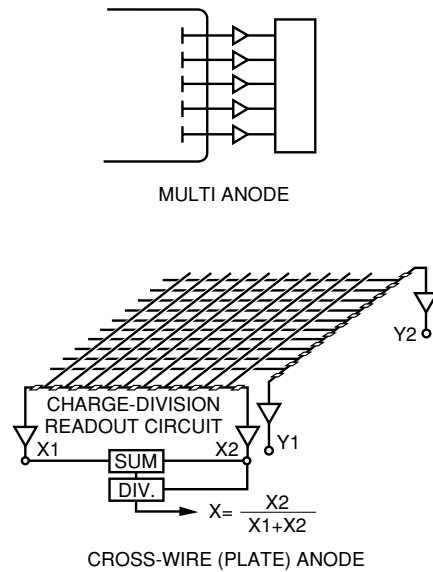 MULTI ANODE
Y2
CHARGE-DIVISION
READOUT CIRCUIT
X1
X2
Y1
SUM
DIV.
X= X2
X1+X2
CROSS-WIRE (PLATE) ANODE